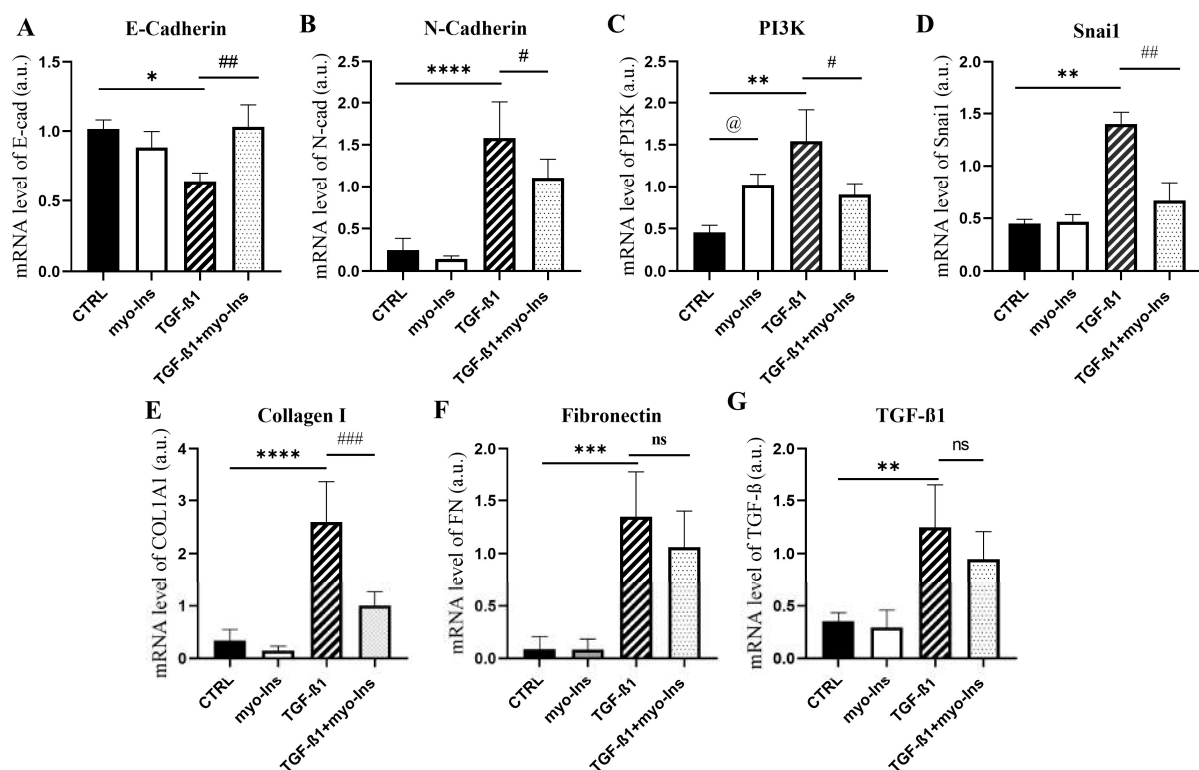 A
E-Cadherin
mRNA level of E-cad (a.u.)
1.5
1.0
0.5
0.0
*
##
CTRL
myo-Ins
TGF-ß1
TGF-ß1+myo-Ins
B
N-Cadherin
mRNA level of N-cad (a.u.)
2.5
2.0
1.5
1.0
0.5
0.0
****
#
CTRL
myo-Ins
TGF-ß1
TGF-ß1+myo-Ins
C
PI3K
mRNA level of PI3K (a.u.)
2.5
2.0
1.5
1.0
0.5
0.0
**
#
@
CTRL
myo-Ins
TGF-ß1
TGF-ß1+myo-Ins
D
Snai1
mRNA level of Snai1 (a.u.)
2.0
1.5
1.0
0.5
0.0
**
##
CTRL
myo-Ins
TGF-ß1
TGF-ß1+myo-Ins
E
Collagen I
mRNA level of COL1A1 (a.u.)
4
3
2
1
0
****
###
CTRL
myo-Ins
TGF-ß1
TGF-ß1+myo-Ins
F
Fibronectin
mRNA level of FN (a.u.)
2.0
1.5
1.0
0.5
0.0
***
ns
CTRL
myo-Ins
TGF-ß1
TGF-ß1+myo-Ins
G
TGF-ß1
mRNA level of TGF-ß (a.u.)
2.0
1.5
1.0
0.5
0.0
**
ns
CTRL
myo-Ins
TGF-ß1
TGF-ß1+myo-Ins